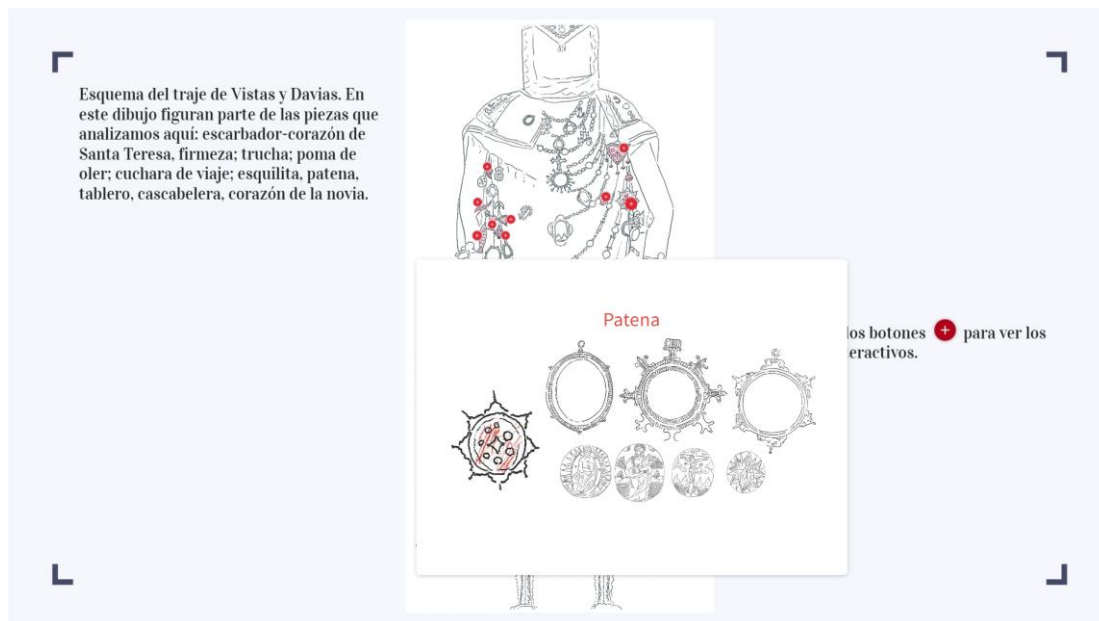 Esquema del traje de Vistas y Davias. En
este dibujo figuran parte de las piezas que
analizamos aquí: escarbador-corazón de
Santa Teresa, firmeza; trucha; poma de
oler; cuchara de viaje; esquilita, patena,
tablero, cascabelera, corazón de la novia.
Patena
los botones + para ver los
eractivos.